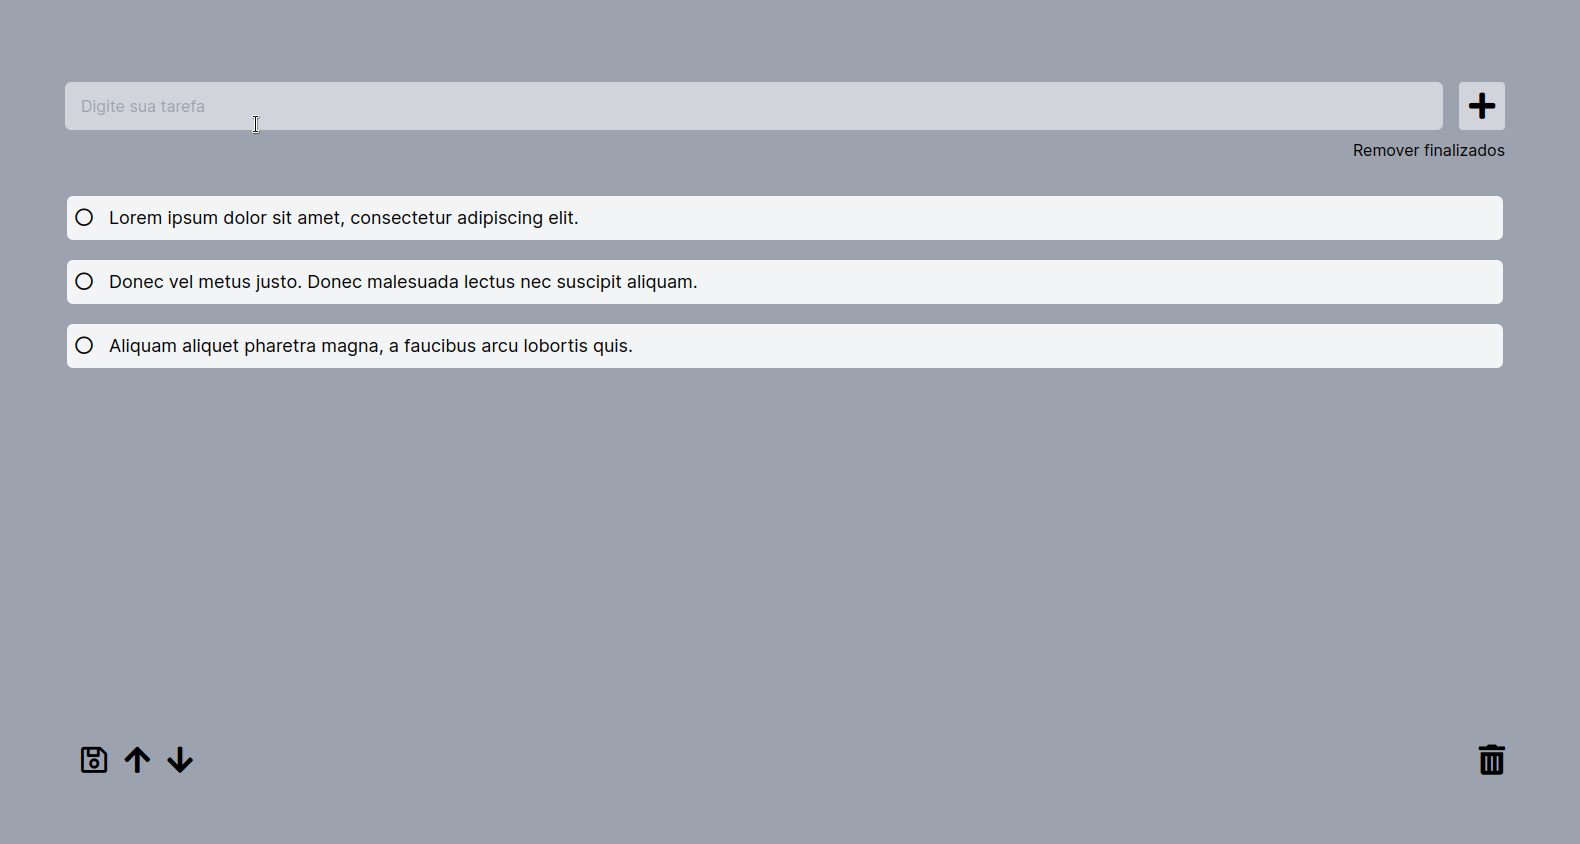 Digite sua tarefa
Remover finalizados
Lorem ipsum dolor sit amet, consectetur adipiscing elit.
Donec vel metus justo. Donec malesuada lectus nec suscipit aliquam.
Aliquam aliquet pharetra magna, a faucibus arcu lobortis quis.